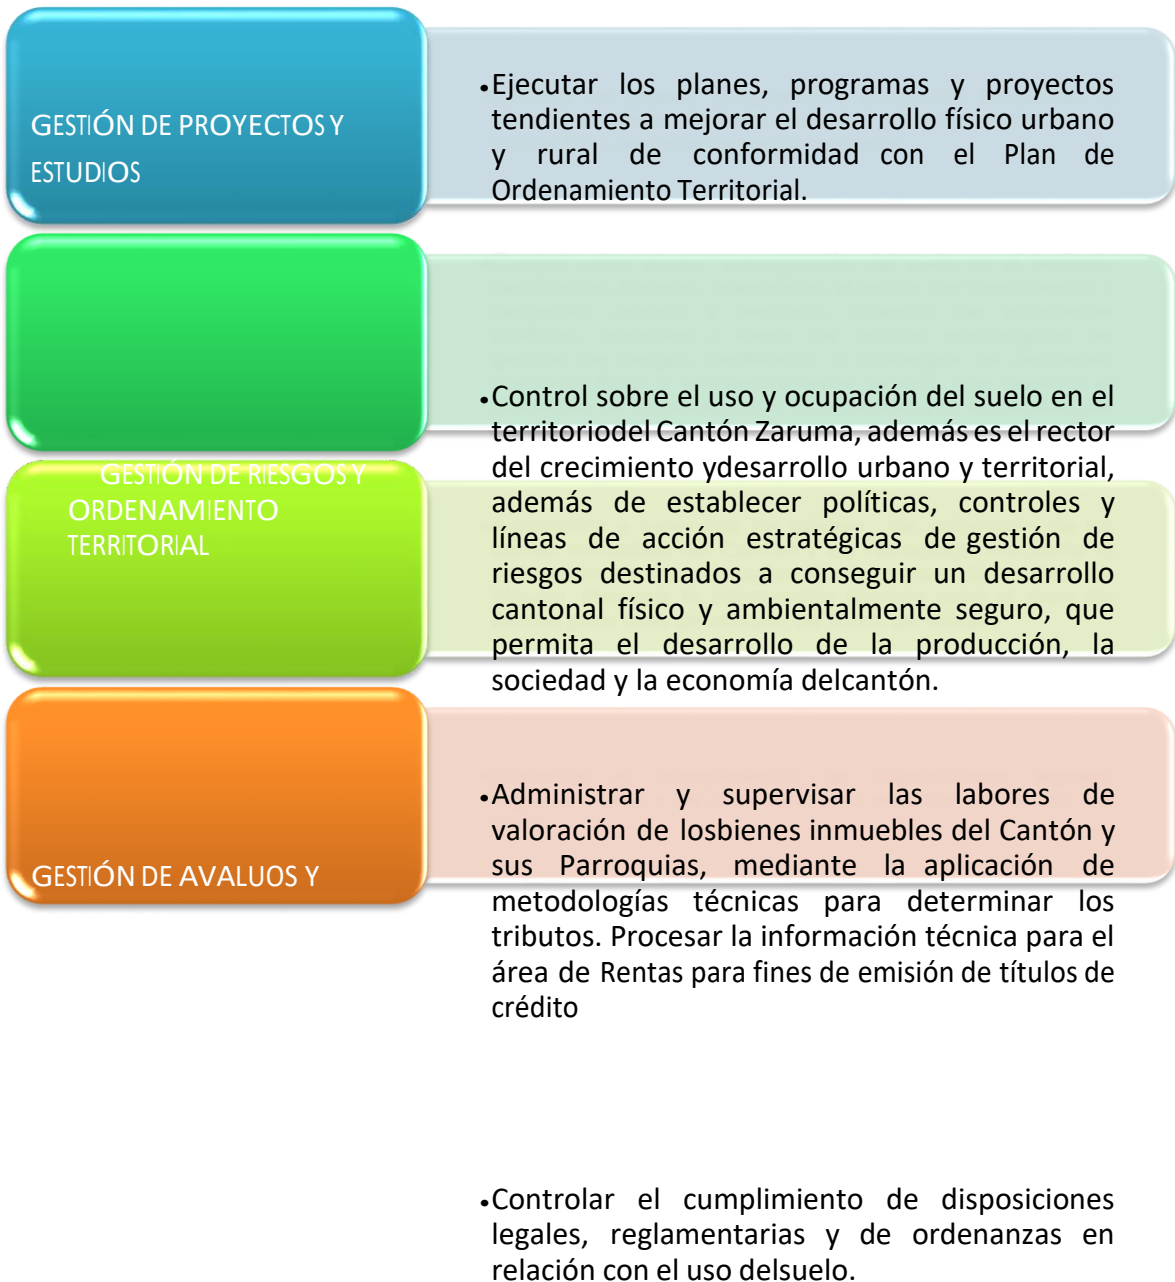 GESTIÓN DE PROYECTOS Y
ESTUDIOS
•Ejecutar los planes, programas y proyectos
tendientes a mejorar el desarrollo físico urbano
y rural de conformidad con el Plan de
Ordenamiento Territorial.
GESTIÓN DE RIESGOS Y
ORDENAMIENTO
TERRITORIAL
•Control sobre el uso y ocupación del suelo en el
territoriodel Cantón Zaruma, además es el rector
del crecimiento ydesarrollo urbano y territorial,
además de establecer políticas, controles y
líneas de acción estratégicas de gestión de
riesgos destinados a conseguir un desarrollo
cantonal físico y ambientalmente seguro, que
permita el desarrollo de la producción, la
sociedad y la economía delcantón.
GESTIÓN DE AVALUOS Y
•Administrar y supervisar las labores de
valoración de losbienes inmuebles del Cantón y
sus Parroquias, mediante la aplicación de
metodologías técnicas para determinar los
tributos. Procesar la información técnica para el
área de Rentas para fines de emisión de títulos de
crédito
•Controlar el cumplimiento de disposiciones
legales, reglamentarias y de ordenanzas en
relación con el uso delsuelo.